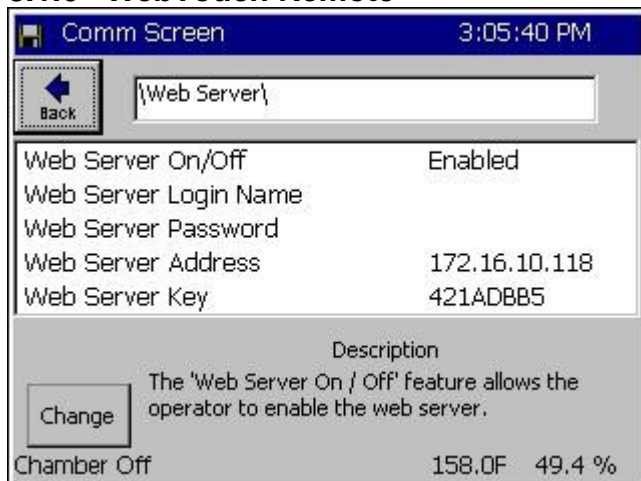 Comm Screen 3:05:40 PM
Back
\Web Server\
Web Server On/Off Enabled
Web Server Login Name
Web Server Password
Web Server Address 172.16.10.118
Web Server Key 421ADBB5
Description
The 'Web Server On / Off' feature allows the
operator to enable the web server.
Change
Chamber Off 158.0F 49.4 %